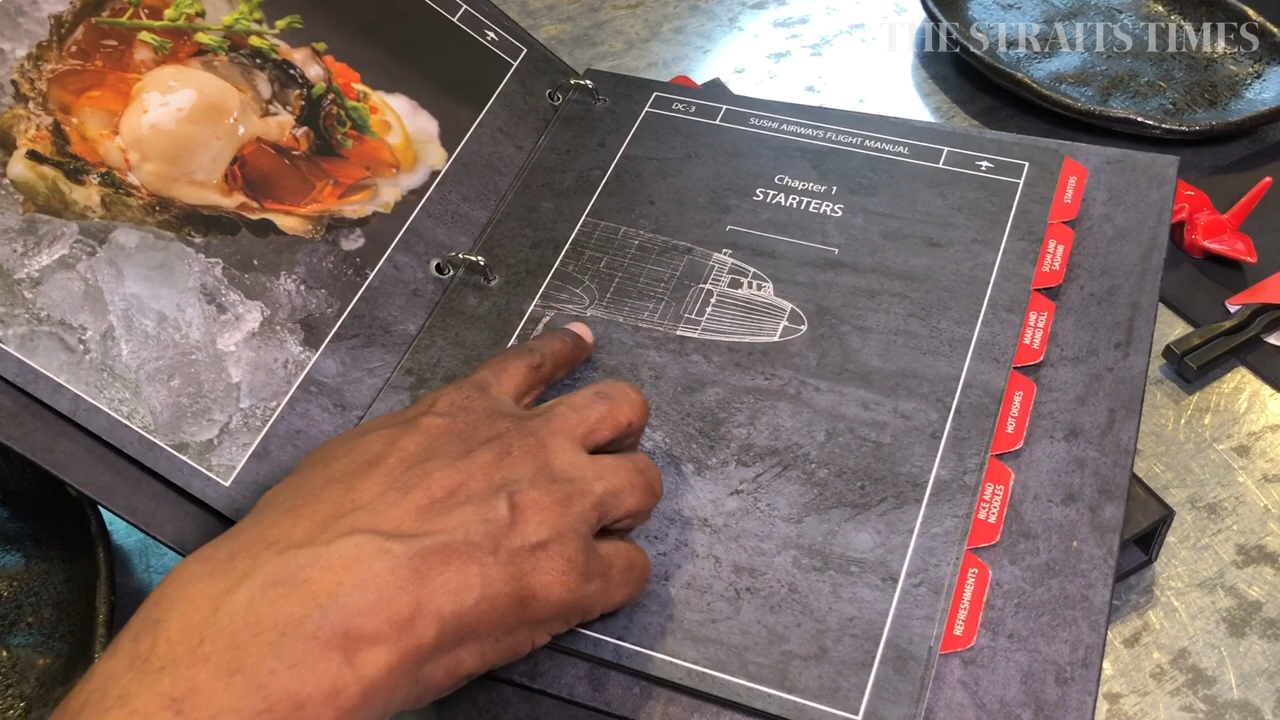 THE STRAITS TIMES
DC-3
SUSHI AIRWAYS FLIGHT MANUAL
Chapter 1
STARTERS
STARTERS
SUSHI AND
SASHIMI
MAKI AND
HAND ROLL
HOT DISHES
RICE AND
NOODLES
REFRESHMENTS